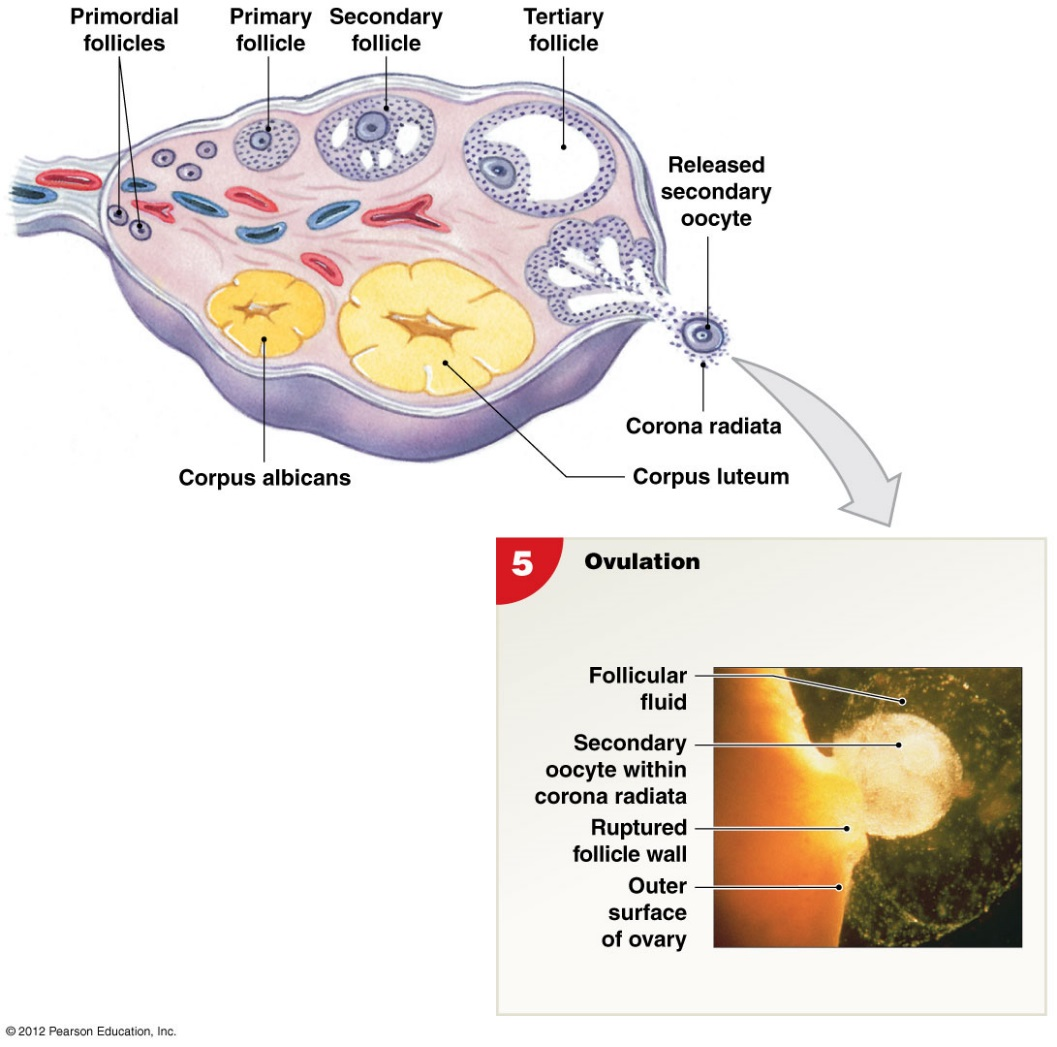 Primordial
follicles
Primary
follicle
Secondary
follicle
Tertiary
follicle
Released
secondary
oocyte
Corona radiata
Corpus albicans
Corpus luteum
5
Ovulation
Follicular
fluid
Secondary
oocyte within
corona radiata
Ruptured
follicle wall
Outer
surface
of ovary
© 2012 Pearson Education, Inc.